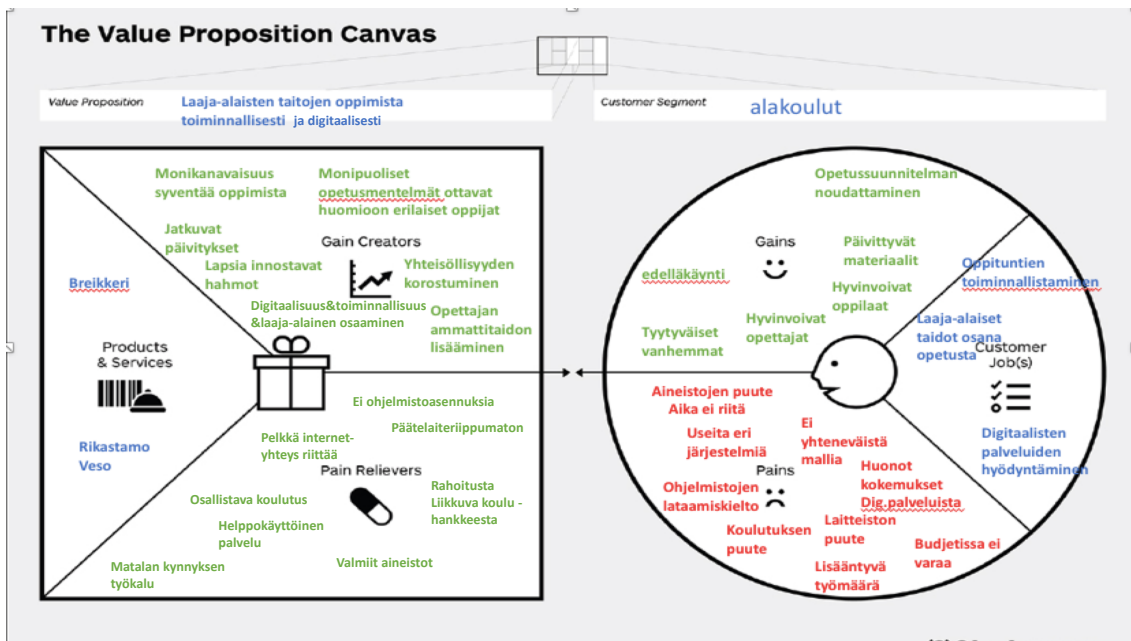 The Value Proposition Canvas
Value Proposition
Laaja-alaisten taitojen oppimista
toiminnallisesti ja digitaalisesti
Customer Segment
alakoulut
Monikanavaisuus
syventää oppimista
Monipuoliset
opetusmentelmät ottavat
huomioon erilaiset oppijat
Jatkuvat
päivitykset
Gain Creators
Lapsia innostavat
hahmot
Yhteisöllisyyden
korostuminen
Breikkeri
Digitaalisuus&toiminnallisuus
&laaja-alainen osaaminen
Opettajan
ammattitaidon
lisääminen
Products
& Services
Rikastamo
Veso
Ei ohjelmistoasennuksia
Päätelaiteriippumaton
Pelkkä internet-
yhteys riittää
Pain Relievers
Osallistava koulutus
Rahoitusta
Liikkuva koulu -
hankkeesta
Helppokäyttöinen
palvelu
Valmiit aineistot
Matalan kynnyksen
työkalu
Opetussuunnitelman
noudattaminen
Gains
Päivittyvät
materiaalit
edelläkäynti
Hyvinvoivat
oppilaat
Tyytyväiset
vanhemmat
Hyvinvoivat
opettajat
Oppituntien
toiminnallistaminen
Laaja-alaiset
taidot osana
opetusta
Customer
Job(s)
Digitaalisten
palveluiden
hyödyntäminen
Aineistojen puute
Aika ei riitä
Useita eri
järjestelmiä
Ei
yhteneväistä
mallia
Pains
Huonot
kokemukset
Dig.palveluista
Ohjelmistojen
lataamiskielto
Koulutuksen
puute
Laitteiston
puute
Budjetissa ei
varaa
Lisääntyvä
työmäärä